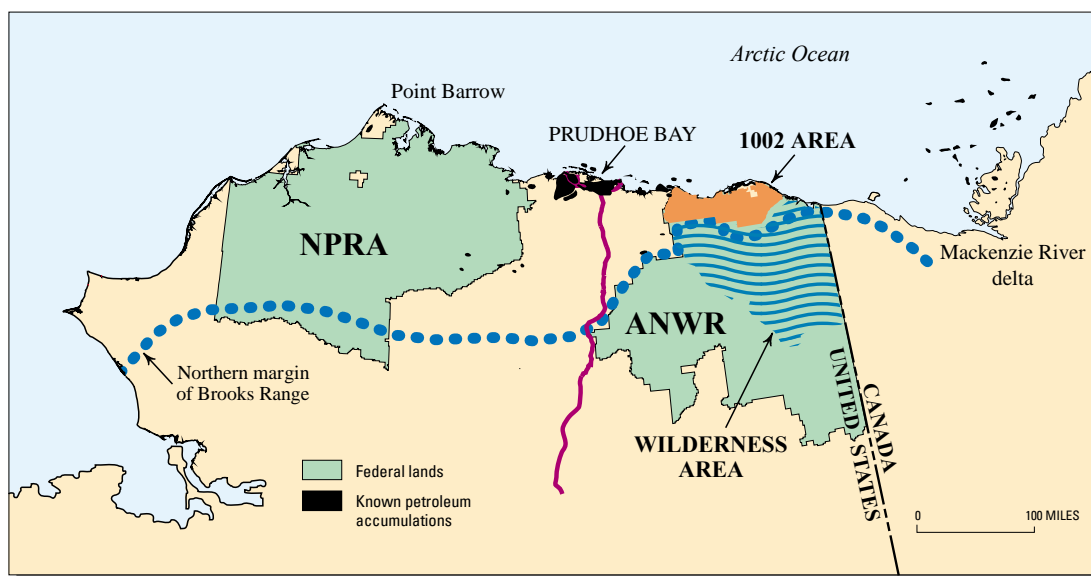 Arctic Ocean
Point Barrow
PRUDHOE BAY
1002 AREA
NPRA
Mackenzie River
delta
ANWR
Northern margin
of Brooks Range
CANADA
UNITED STATES
WILDERNESS
AREA
Federal lands
Known petroleum
accumulations
0 100 MILES